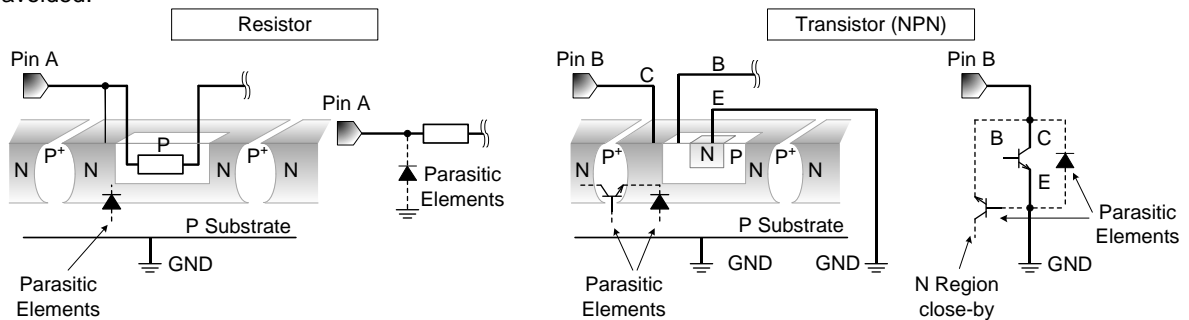 avoided.
Resistor
Transistor (NPN)
Pin A
Pin A
N
P+
N
P
N
P+
N
Parasitic
Elements
P Substrate
GND
Parasitic
Elements
Pin B
C
B
E
N
P+
N
N
P
N
P+
N
P Substrate
GND
GND
Parasitic
Elements
Pin B
B
C
E
Parasitic
Elements
GND
N Region
close-by